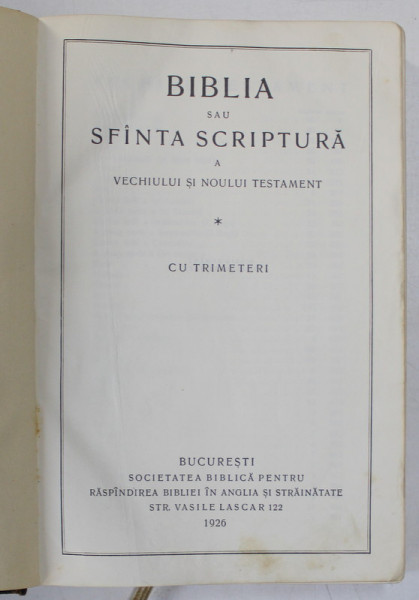 BIBLIA
SAU
SFÎNTA SCRIPTURĂ
A
VECHIULUI ȘI NOULUI TESTAMENT
*
CU TRIMETERI
BUCUREȘTI
SOCIETATEA BIBLICĂ PENTRU
RĂSPÎNDIREA BIBLIEI ÎN ANGLIA ȘI STRĂINĂTATE
STR. VASILE LASCAR 122
1926